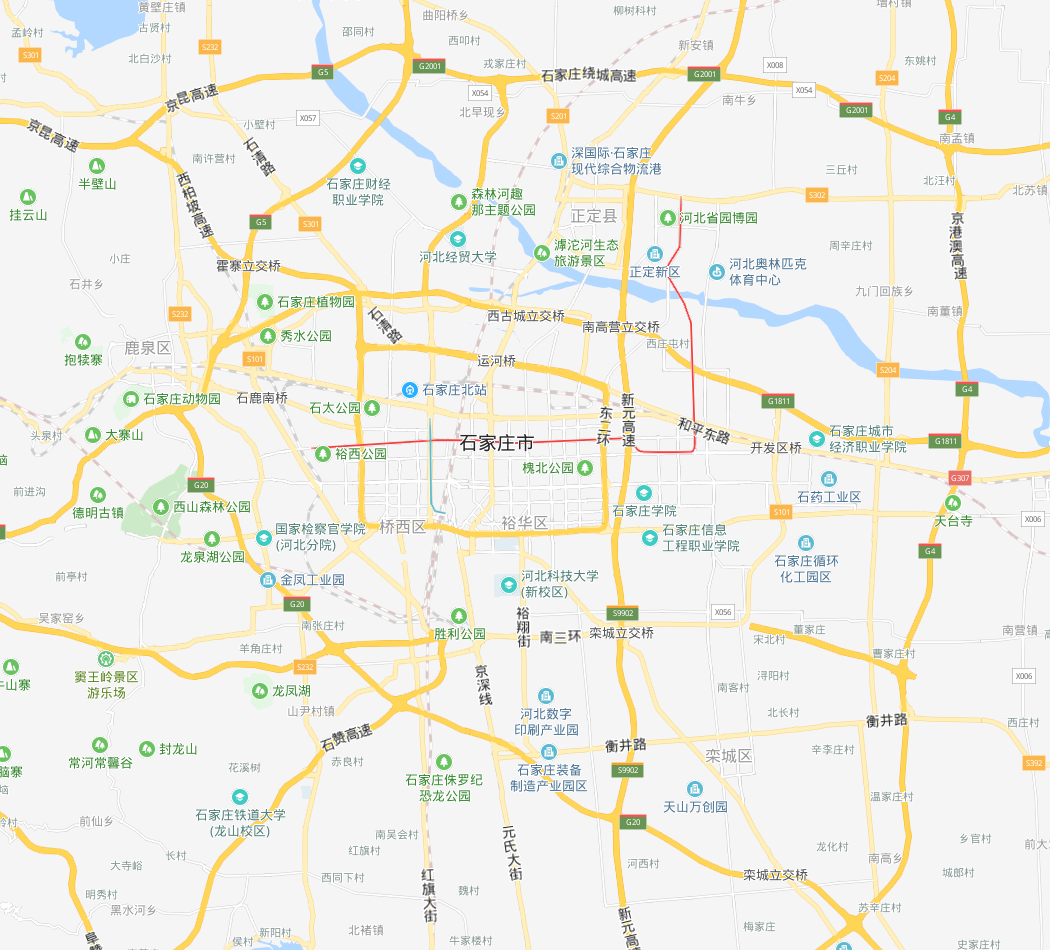 黄壁庄镇
曲阳桥乡
柳树科村
增村镇
孟岭村
古贤村
邵同村
西叩村
新安镇
S301
S232
北白沙村
G5
G2001
戎家庄村
石家庄绕城高速
G2001
X008
东姚村
S204
京昆高速
X054
X054
南牛乡
G2001
G4
京昆高速
X057
小壁村
北早现乡
S201
南孟镇
石清路
南许营村
半壁山
石家庄财经
职业学院
深国际·石家庄
现代综合物流港
三丘村
北汪村
北苏镇
西柏坡高速
挂云山
森林河趣
那主题公园
S302
G5
S301
正定县
河北省园博园
京港澳高速
河北经贸大学
滹沱河生态
旅游景区
周辛庄村
小庄
霍寨立交桥
正定新区
河北奥林匹克
体育中心
石井乡
九门回族乡
石家庄植物园
S232
石清路
西古城立交桥
南高营立交桥
南董镇
抱犊寨
鹿泉区
秀水公园
西庄屯村
S101
运河桥
S204
石家庄动物园
石鹿南桥
石家庄北站
G1811
G4
石太公园
东二环
新元高速
和平东路
头泉村
大寨山
石家庄市
石家庄城市
经济职业学院
G1811
裕西公园
槐北公园
开发区桥
G307
前进沟
G20
石药工业区
德明古镇
西山森林公园
石家庄学院
天台寺
S101
X006
桥西区
裕华区
国家检察官学院
(河北分院)
石家庄信息
工程职业学院
龙泉湖公园
石家庄循环
化工园区
G4
前亭村
金凤工业园
河北科技大学
(新校区)
G20
吴家窑乡
胜利公园
裕翔街
S9902
X056
南张庄村
南三环
栾城立交桥
宋北村
董家庄
南营镇
羊角庄村
S232
曹家庄村
窦王岭景区
游乐场
京深线
浔阳村
X006
龙凤湖
南客村
山尹村镇
河北数字
印刷产业园
北长村
衡井路
西庄村
石赞高速
衡井路
常河常馨谷
封龙山
赤良村
栾城区
辛李庄村
S392
花溪树
石家庄侏罗纪
恐龙公园
石家庄装备
制造产业园区
S9902
天山万创园
温家庄村
石家庄铁道大学
(龙山校区)
前仙乡
南吴会村
元氏大街
G20
乡官村
长村
红旗村
龙化村
南高乡
大寺峪
西同下村
红旗大街
魏村
河西村
栾城立交桥
城郎村
明秀村
黑水河乡
新元高速
苏辛庄村
北褚村
梅家庄
新阳村
侯村
牛家楼村
史家庄村